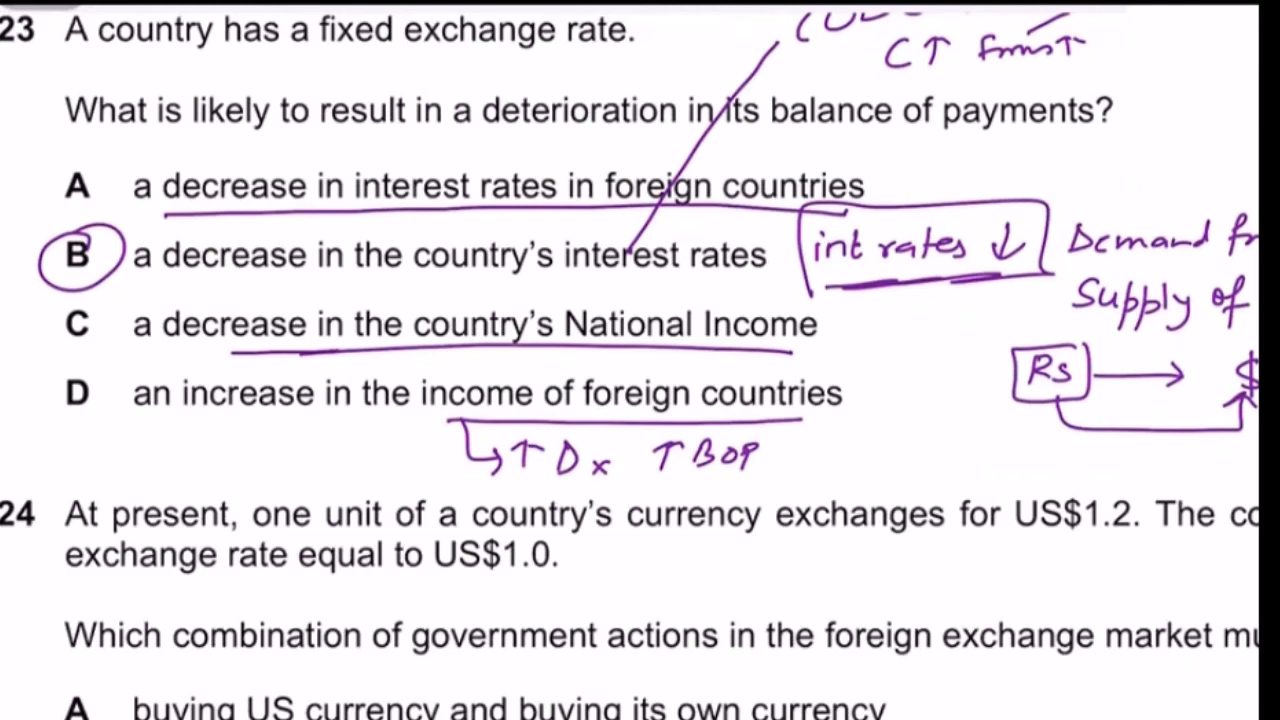 23 A country has a fixed exchange rate.
C↑
What is likely to result in a deterioration in its balance of payments?
A a decrease in interest rates in foreign countries
B a decrease in the country's interest rates
int rates ↓
Demand
Supply of
C a decrease in the country's National Income
Rs → $
D an increase in the income of foreign countries
↳↑ Dx ↑ BOP
24 At present, one unit of a country's currency exchanges for US$1.2. The
exchange rate equal to US$1.0.
Which combination of government actions in the foreign exchange market
A buying US currency and buying its own currency